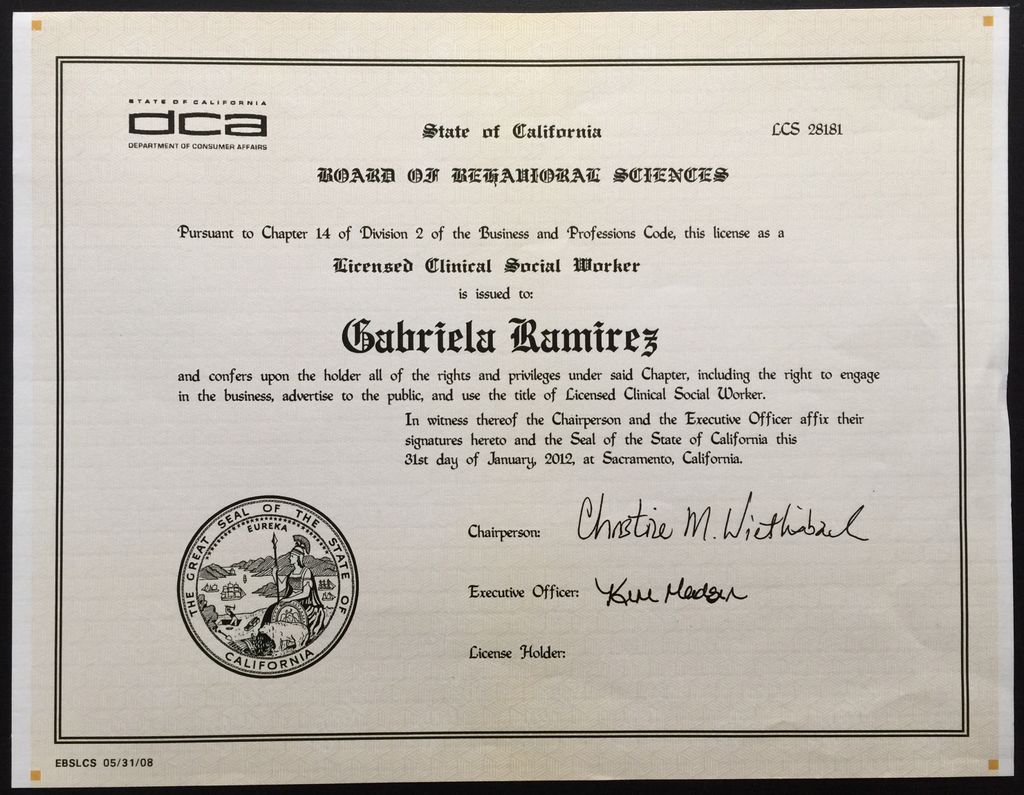 STATE OF CALIFORNIA
dca
DEPARTMENT OF CONSUMER AFFAIRS
State of California
LCS 28181
BOARD OF BEHAVIORAL SCIENCES
Pursuant to Chapter 14 of Division 2 of the Business and Professions Code, this license as a
Licensed Clinical Social Worker
is issued to:
Gabriela Ramirez
and confers upon the holder all of the rights and privileges under said Chapter, including the right to engage
in the business, advertise to the public, and use the title of Licensed Clinical Social Worker.
In witness thereof the Chairperson and the Executive Officer affix their
signatures hereto and the Seal of the State of California this
31st day of January, 2012, at Sacramento, California.
THE GREAT SEAL OF THE STATE OF CALIFORNIA
EUREKA
Chairperson: Christine M. Wietlisbach
Executive Officer: Kim Madsen
License Holder:
EBSLCS 05/31/08